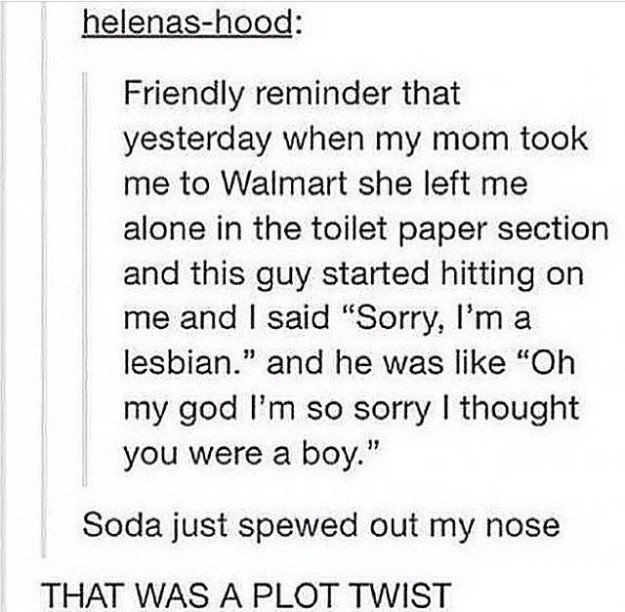 helenas-hood:
Friendly reminder that
yesterday when my mom took
me to Walmart she left me
alone in the toilet paper section
and this guy started hitting on
me and I said “Sorry, I’m a
lesbian.” and he was like “Oh
my god I’m so sorry I thought
you were a boy.”
Soda just spewed out my nose
THAT WAS A PLOT TWIST